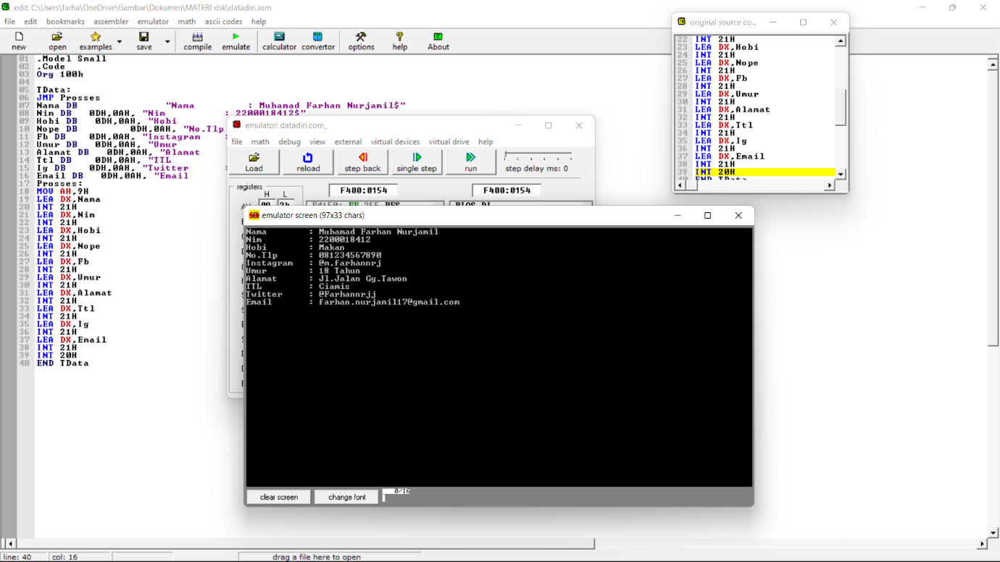 edit: C:\Users\farha\OneDrive\Gambar\Dokumen\MATERI dsk\datadiri.asm
file edit bookmarks assembler emulator math ascii codes help
new open examples save compile emulate calculator convertor options help About
01 .Model Small
02 .Code
03 Org 100h
04
05 TData:
06 JMP Prosses
07 Nama DB "Nama : Muhamad Farhan Nurjamil$"
08 Nim DB 0DH,0AH, "Nim : 2200018412$"
09 Hobi DB 0DH,0AH, "Hobi
10 Nope DB 0DH,0AH, "No.Tlp
11 Fb DB 0DH,0AH, "Instagram :
12 Umur DB 0DH,0AH, "Umur
13 Alamat DB 0DH,0AH, "Alamat
14 Ttl DB 0DH,0AH, "TTL
15 Ig DB 0DH,0AH, "Twitter :
16 Email DB 0DH,0AH, "Email
17 Prosses:
18 MOV AH,9H
19 LEA DX,Nama
20 INT 21H
21 LEA DX,Nim
22 INT 21H
23 LEA DX,Hobi
24 INT 21H
25 LEA DX,Nope
26 INT 21H
27 LEA DX,Fb
28 INT 21H
29 LEA DX,Umur
30 INT 21H
31 LEA DX,Alamat
32 INT 21H
33 LEA DX,Ttl
34 INT 21H
35 LEA DX,Ig
36 INT 21H
37 LEA DX,Email
38 INT 21H
39 INT 20H
40 END TData
original source co...
22 INT 21H
23 LEA DX,Hobi
24 INT 21H
25 LEA DX,Nope
26 INT 21H
27 LEA DX,Fb
28 INT 21H
29 LEA DX,Umur
30 INT 21H
31 LEA DX,Alamat
32 INT 21H
33 LEA DX,Ttl
34 INT 21H
35 LEA DX,Ig
36 INT 21H
37 LEA DX,Email
38 INT 21H
39 INT 20H
40 END TData
emulator: datadiri.com_
file math debug view external virtual devices virtual drive help
Load reload step back single step run step delay ms: 0
registers
H L
F400:0154 F400:0154
emulator screen (97x33 chars)
Nama : Muhamad Farhan Nurjamil
Nim : 2200018412
Hobi : Makan
No.Tlp : 081234567890
Instagram : @m.farhannrj
Umur : 18 Tahun
Alamat : Jl.Jalan Gg.Tawon
TTL : Ciamis
Twitter : @Farhannrjj
Email : farhan.nurjamil17@gmail.com
clear screen change font 0/16
line: 40 col: 16 drag a file here to open